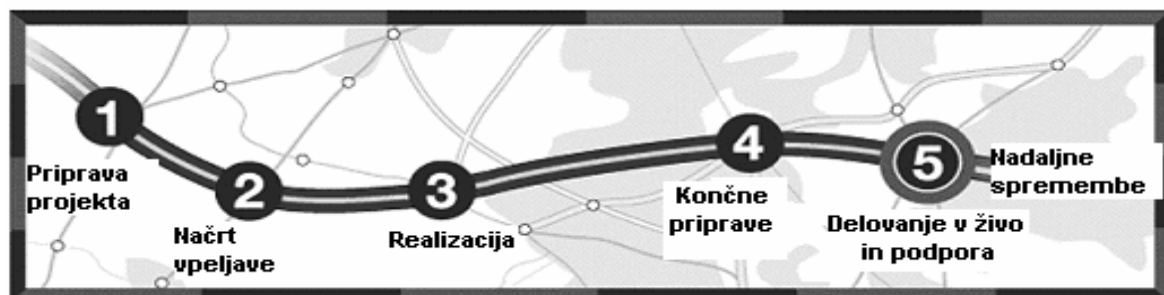 1
Priprava
projekta
2
Načrt
vpeljave
3
Realizacija
4
Končne
priprave
5
Delovanje v živo
in podpora
Nadaljne
spremembe